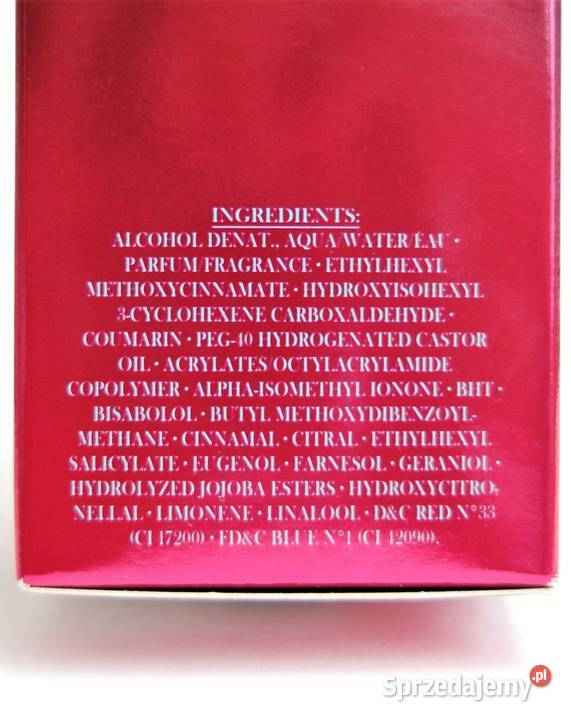 INGREDIENTS:
ALCOHOL DENAT., AQUA/WATER/EAU •
PARFUM/FRAGRANCE • ETHYLHEXYL
METHOXYCINNAMATE • HYDROXYISOHEXYL
3-CYCLOHEXENE CARBOXALDEHYDE •
COUMARIN • PEG-40 HYDROGENATED CASTOR
OIL • ACRYLATES/OCTYLACRYLAMIDE
COPOLYMER • ALPHA-ISOMETHYL IONONE • BHT •
BISABOLOL • BUTYL METHOXYDIBENZOYL-
METHANE • CINNAMAL • CITRAL • ETHYLHEXYL
SALICYLATE • EUGENOL • FARNESOL • GERANIOL •
HYDROLYZED JOJOBA ESTERS • HYDROXYCITRO-
NELLAL • LIMONENE • LINALOOL • D&C RED N°33
(CI 17200) • FD&C BLUE N°1 (CI 42090).
Sprzedajemy.pl